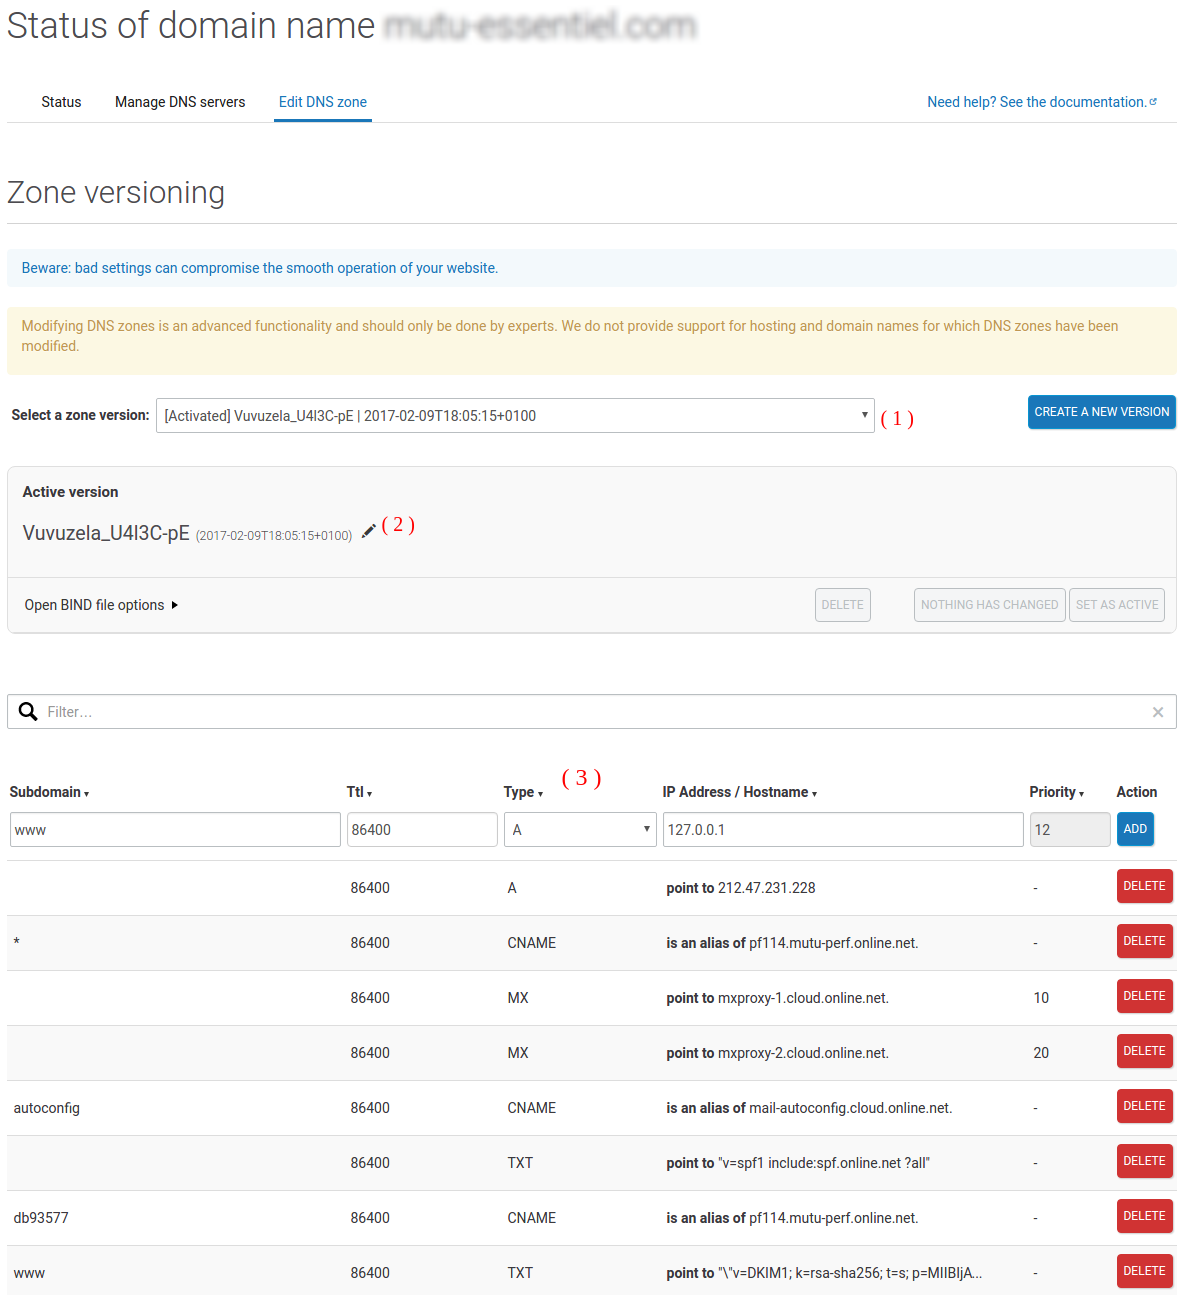 Status of domain name mutu-essentiel.com
Status Manage DNS servers Edit DNS zone Need help? See the documentation.
Zone versioning
Beware: bad settings can compromise the smooth operation of your website.
Modifying DNS zones is an advanced functionality and should only be done by experts. We do not provide support for hosting and domain names for which DNS zones have been
modified.
Select a zone version: [Activated] Vuvuzela_U4l3C-pE | 2017-02-09T18:05:15+0100 ( 1 ) CREATE A NEW VERSION
Active version
Vuvuzela_U4l3C-pE (2017-02-09T18:05:15+0100) ( 2 )
Open BIND file options DELETE NOTHING HAS CHANGED SET AS ACTIVE
Filter...
( 3 )
Subdomain Ttl Type IP Address / Hostname Priority Action
www 86400 A 127.0.0.1 12 ADD
86400 A point to 212.47.231.228 - DELETE
* 86400 CNAME is an alias of pf114.mutu-perf.online.net. - DELETE
86400 MX point to mxproxy-1.cloud.online.net. 10 DELETE
86400 MX point to mxproxy-2.cloud.online.net. 20 DELETE
autoconfig 86400 CNAME is an alias of mail-autoconfig.cloud.online.net. - DELETE
86400 TXT point to "v=spf1 include:spf.online.net ?all" - DELETE
db93577 86400 CNAME is an alias of pf114.mutu-perf.online.net. - DELETE
www 86400 TXT point to "\"v=DKIM1; k=rsa-sha256; t=s; p=MIIBIjA... - DELETE